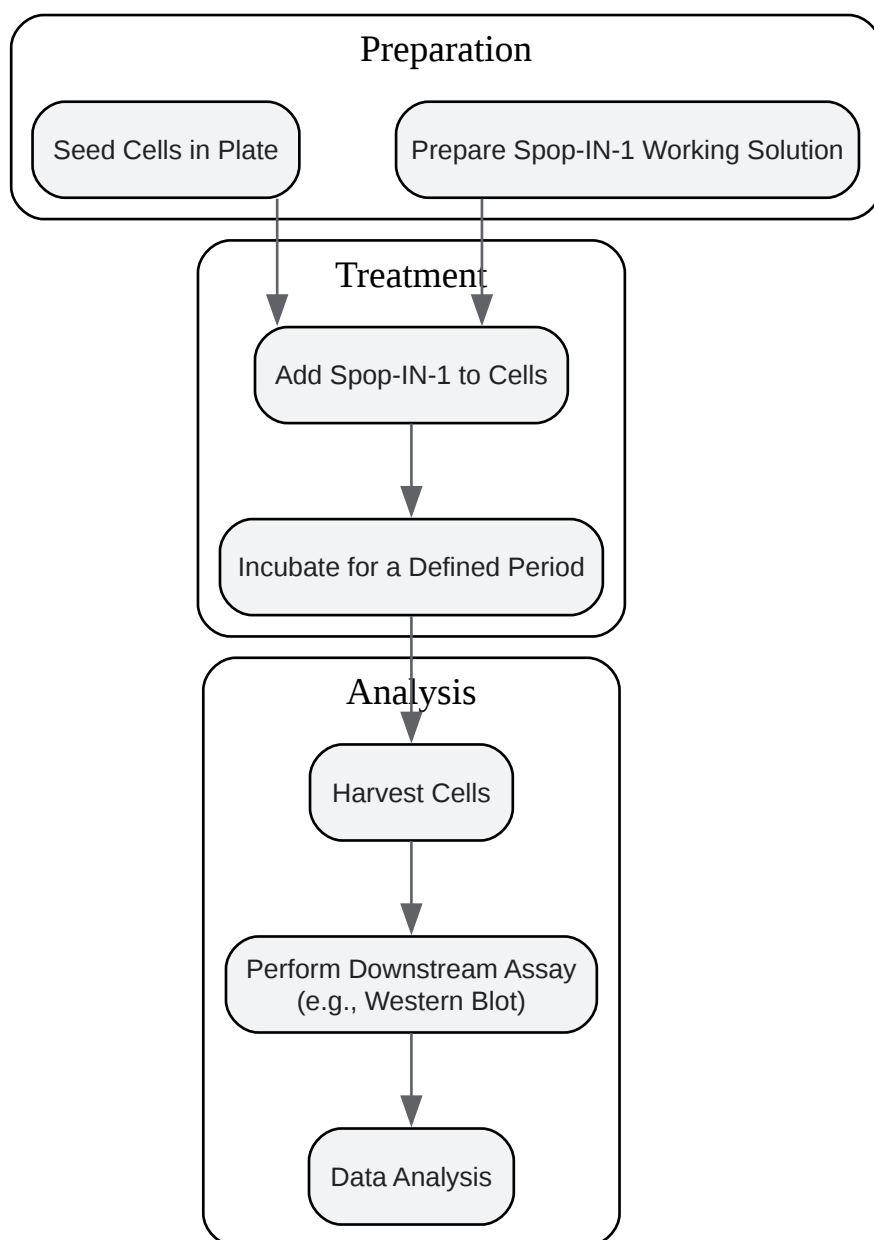 Preparation
Seed Cells in Plate
Prepare Spop-IN-1 Working Solution
Treatment
Add Spop-IN-1 to Cells
Incubate for a Defined Period
Analysis
Harvest Cells
Perform Downstream Assay
(e.g., Western Blot)
Data Analysis